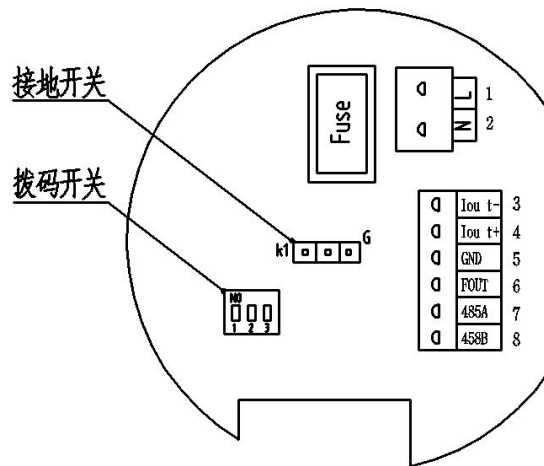 接地开关
拨码开关
Fuse
L 1
N 2
Iou t- 3
Iou t+ 4
GND 5
FOUT 6
485A 7
458B 8
k1 G
NO
1 2 3